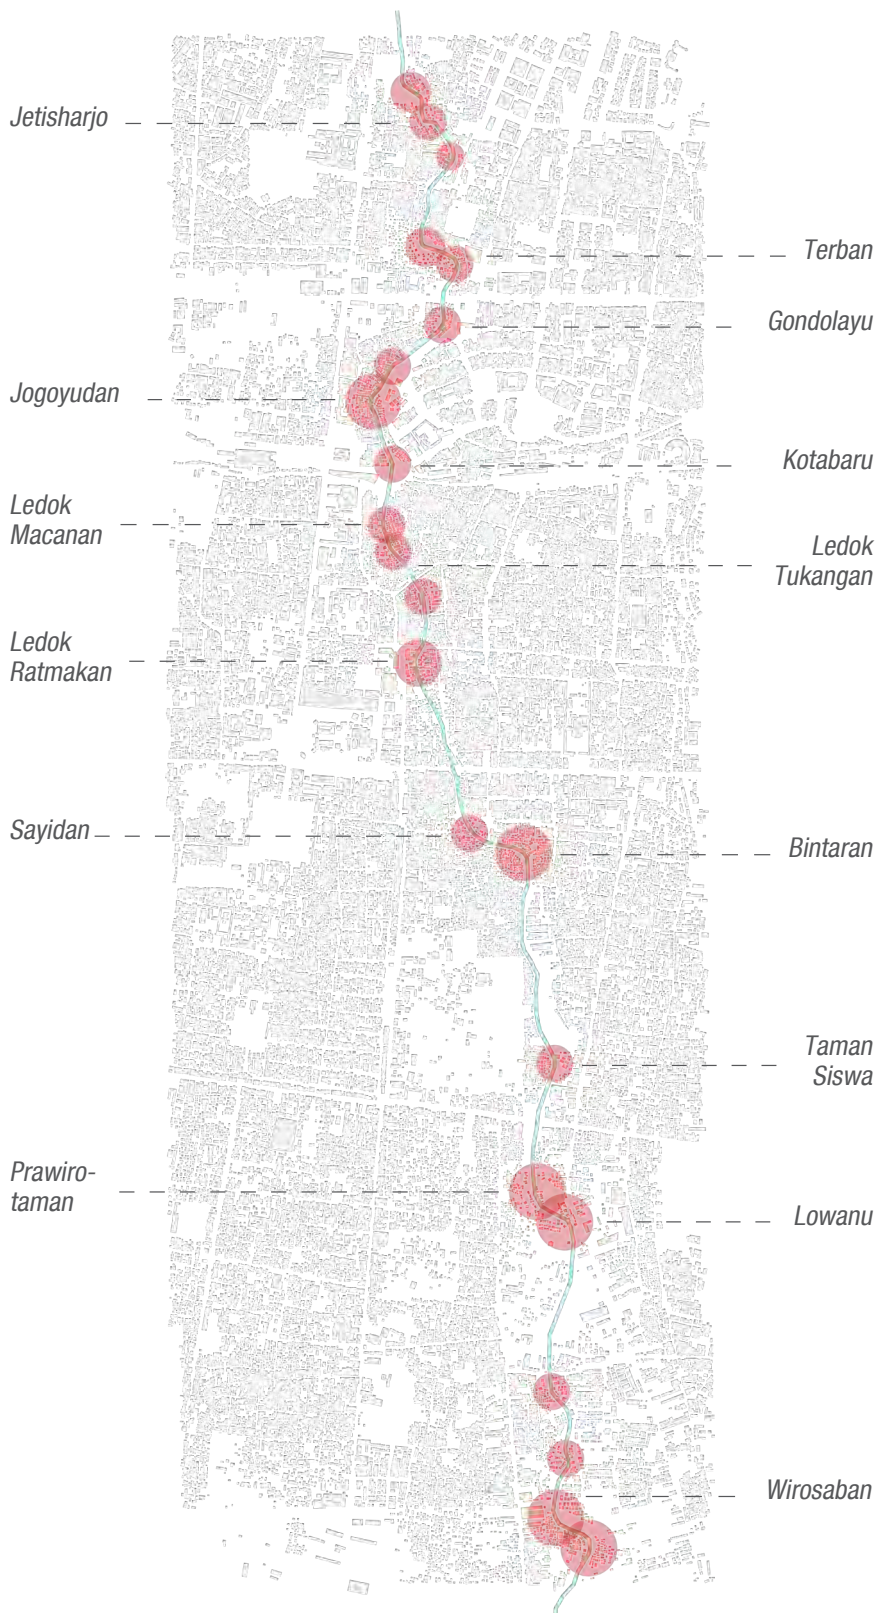 Jetisharjo
Terban
Gondolayu
Jogoyudan
Kotabaru
Ledok
Macanan
Ledok
Tukangan
Ledok
Ratmakan
Sayidan
Bintaran
Taman
Siswa
Prawiro-
taman
Lowanu
Wirosaban